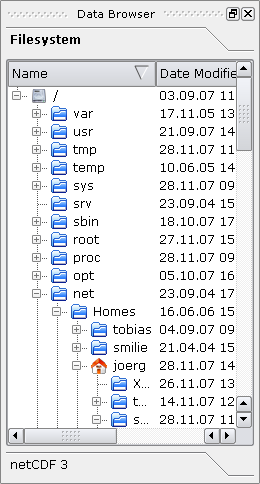 Data Browser
Filesystem
Name Date Modifie
/ 03.09.07 11
var 17.11.05 13
usr 21.09.07 14
tmp 28.11.07 11
temp 10.06.05 14
sys 28.11.07 09
srv 23.09.04 15
sbin 18.10.07 17
root 27.11.07 15
proc 28.11.07 09
opt 05.10.07 16
net 23.09.04 17
Homes 16.06.06 15
tobias 04.09.07 09
smilie 21.04.04 15
joerg 28.11.07 14
X... 26.11.07 13
t... 14.11.07 12
s... 28.11.07 11
netCDF 3